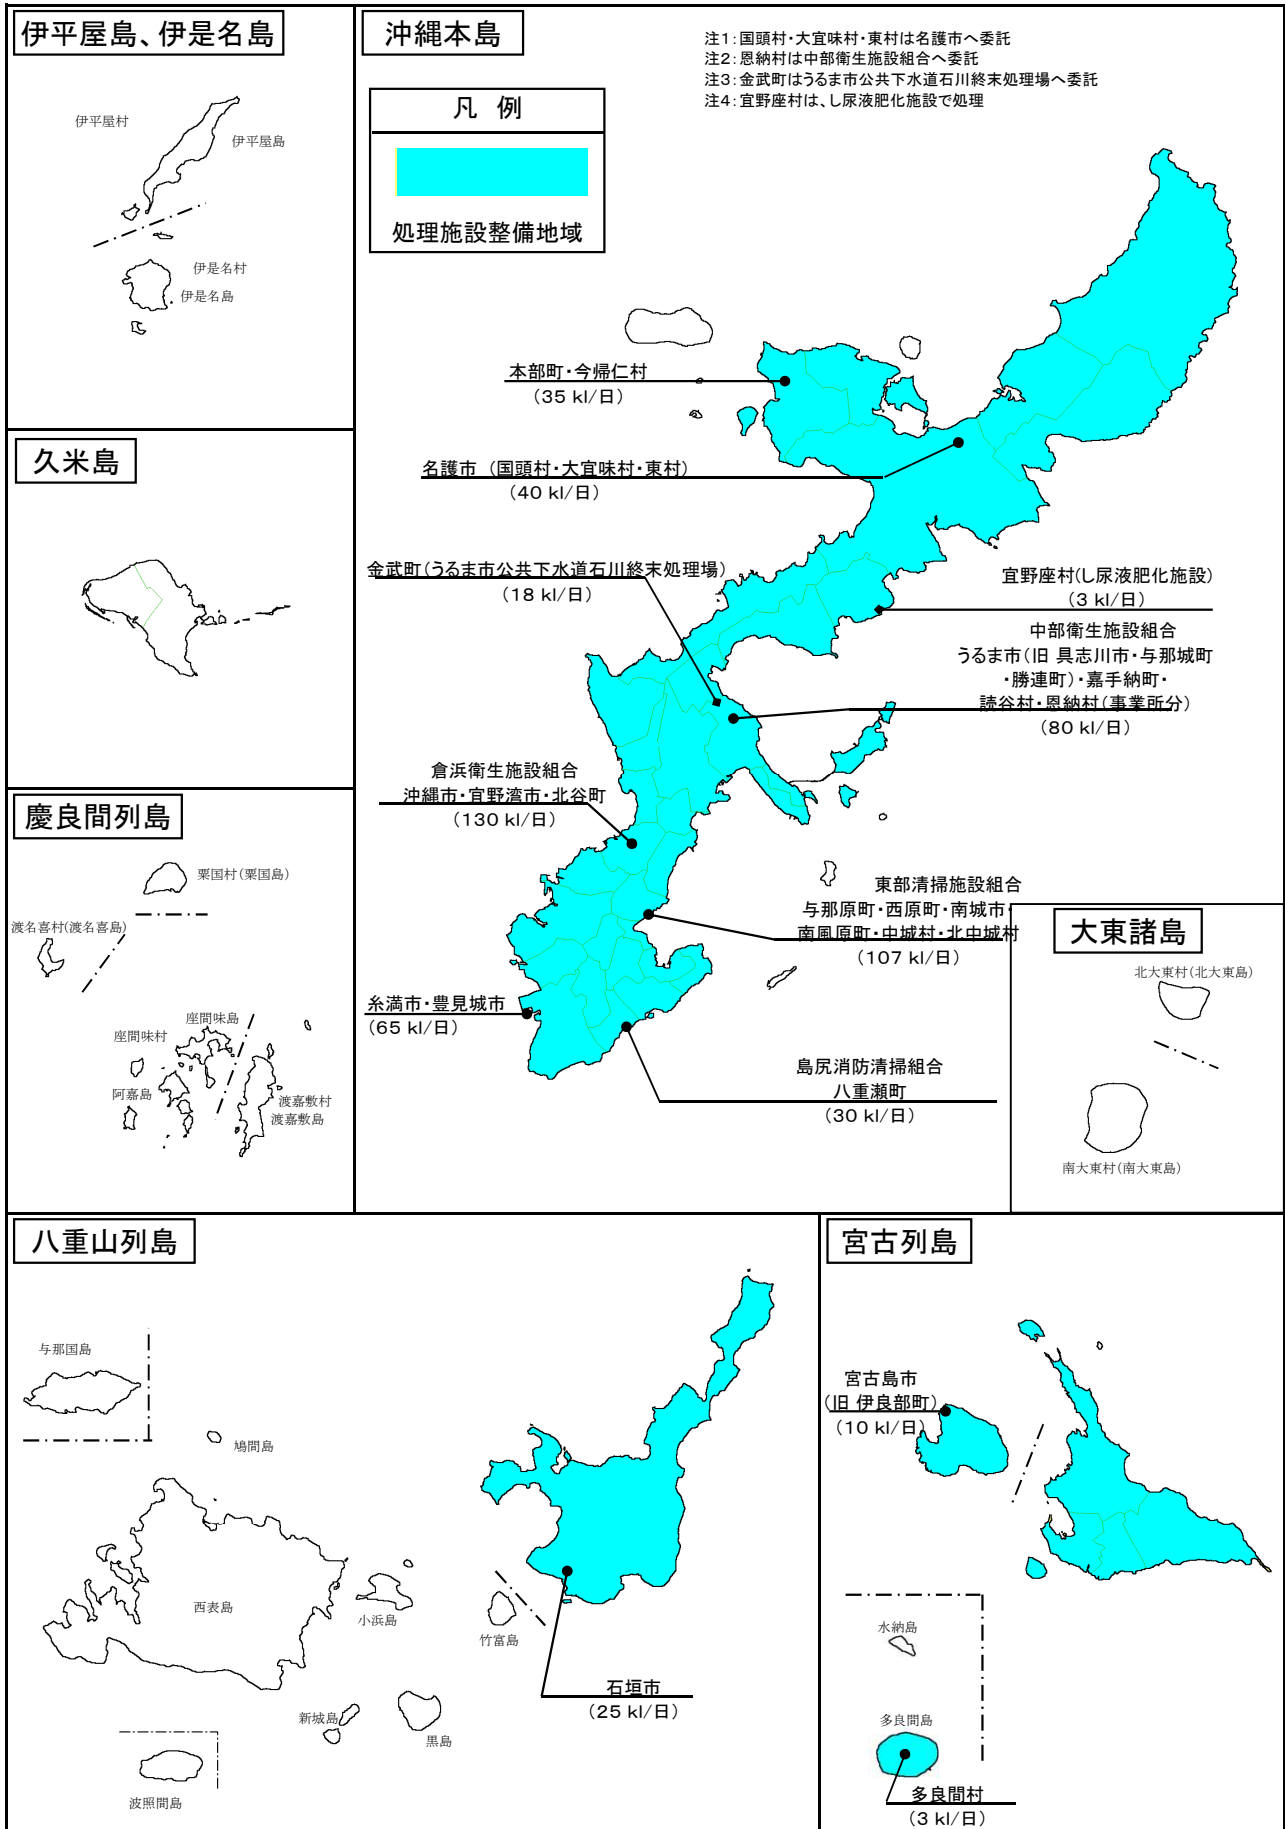 伊平屋島、伊是名島
伊平屋村
伊平屋島
伊是名村
伊是名島
久米島
慶良間列島
粟国村(粟国島)
渡名喜村(渡名喜島)
座間味島
座間味村
阿嘉島
渡嘉敷村
渡嘉敷島
沖縄本島
注1：国頭村・大宜味村・東村は名護市へ委託
注2：恩納村は中部衛生施設組合へ委託
注3：金武町はうるま市公共下水道石川終末処理場へ委託
注4：宜野座村は、し尿液肥化施設で処理
凡 例
処理施設整備地域
本部町・今帰仁村
(35 kl/日)
名護市 (国頭村・大宜味村・東村)
(40 kl/日)
金武町(うるま市公共下水道石川終末処理場)
(18 kl/日)
宜野座村(し尿液肥化施設)
(3 kl/日)
中部衛生施設組合
うるま市(旧 具志川市・与那城町
・勝連町)・嘉手納町・
読谷村・恩納村(事業所分)
(80 kl/日)
倉浜衛生施設組合
沖縄市・宜野湾市・北谷町
(130 kl/日)
東部清掃施設組合
与那原町・西原町・南城市・
南風原町・中城村・北中城村
(107 kl/日)
糸満市・豊見城市
(65 kl/日)
島尻消防清掃組合
八重瀬町
(30 kl/日)
大東諸島
北大東村(北大東島)
南大東村(南大東島)
八重山列島
与那国島
鳩間島
西表島
小浜島
竹富島
新城島
黒島
波照間島
石垣市
(25 kl/日)
宮古列島
宮古島市
(旧 伊良部町)
(10 kl/日)
水納島
多良間島
多良間村
(3 kl/日)